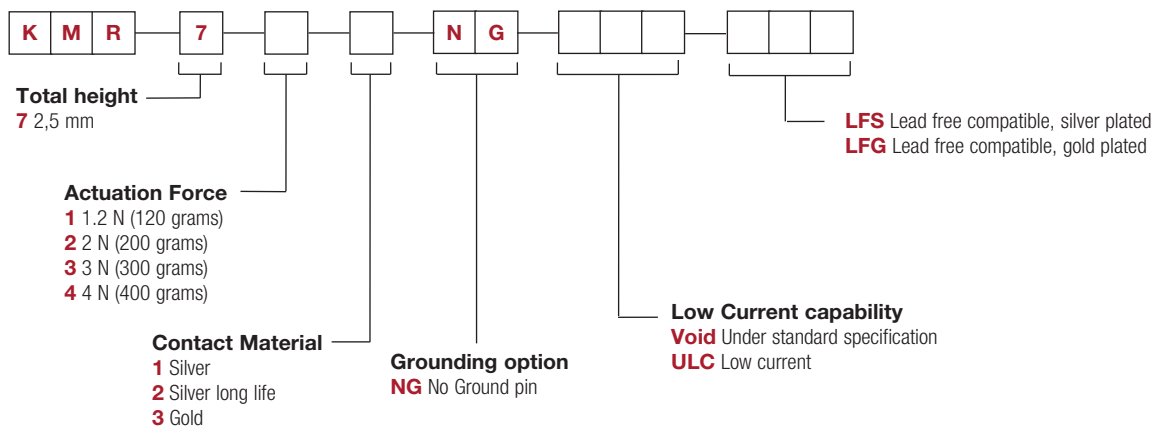 K M R 7 N G
Total height
7 2,5 mm
LFS Lead free compatible, silver plated
LFG Lead free compatible, gold plated
Actuation Force
1 1.2 N (120 grams)
2 2 N (200 grams)
3 3 N (300 grams)
4 4 N (400 grams)
Contact Material
1 Silver
2 Silver long life
3 Gold
Grounding option
NG No Ground pin
Low Current capability
Void Under standard specification
ULC Low current